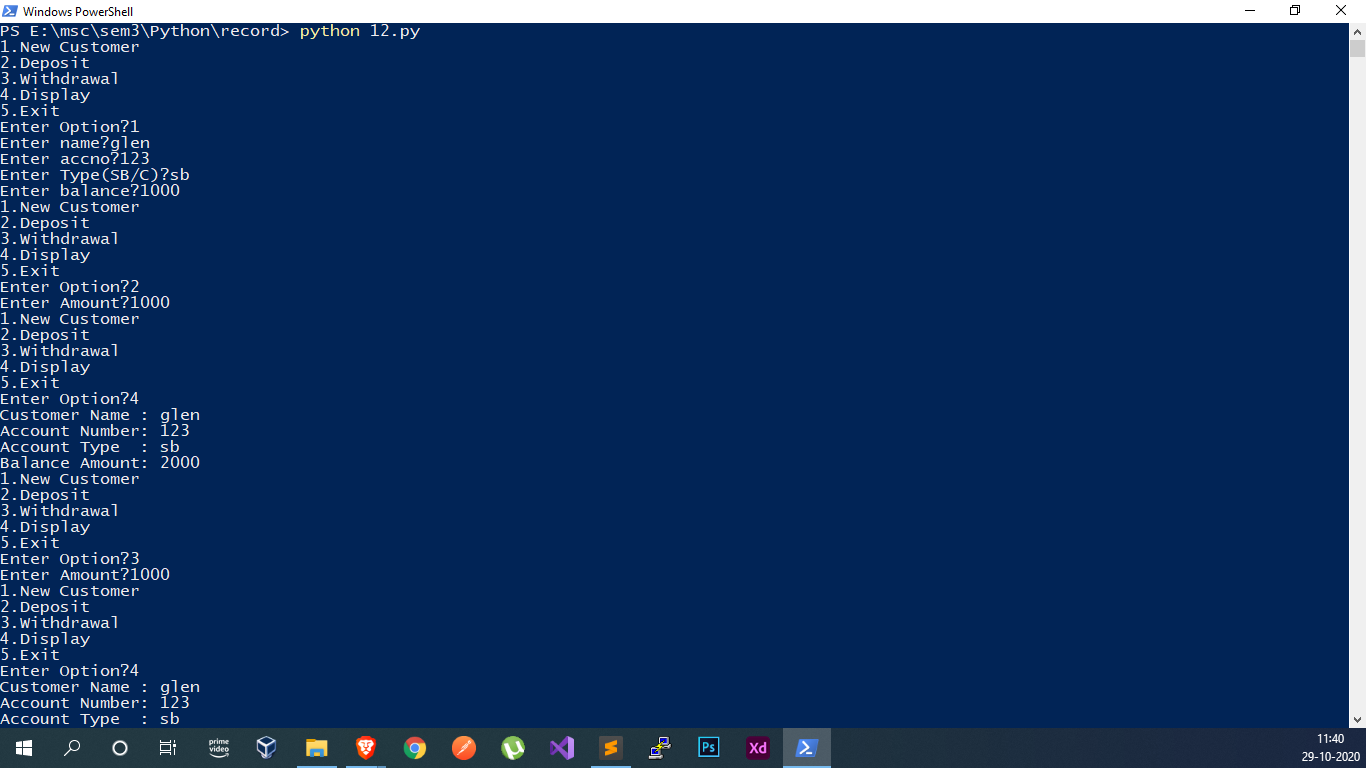 Windows PowerShell
PS E:\msc\sem3\Python\record> python 12.py
1.New Customer
2.Deposit
3.Withdrawal
4.Display
5.Exit
Enter Option?1
Enter name?glen
Enter accno?123
Enter Type(SB/C)?sb
Enter balance?1000
1.New Customer
2.Deposit
3.Withdrawal
4.Display
5.Exit
Enter Option?2
Enter Amount?1000
1.New Customer
2.Deposit
3.Withdrawal
4.Display
5.Exit
Enter Option?4
Customer Name : glen
Account Number: 123
Account Type  : sb
Balance Amount: 2000
1.New Customer
2.Deposit
3.Withdrawal
4.Display
5.Exit
Enter Option?3
Enter Amount?1000
1.New Customer
2.Deposit
3.Withdrawal
4.Display
5.Exit
Enter Option?4
Customer Name : glen
Account Number: 123
Account Type  : sb
prime video
Ps
Xd
11:40
29-10-2020